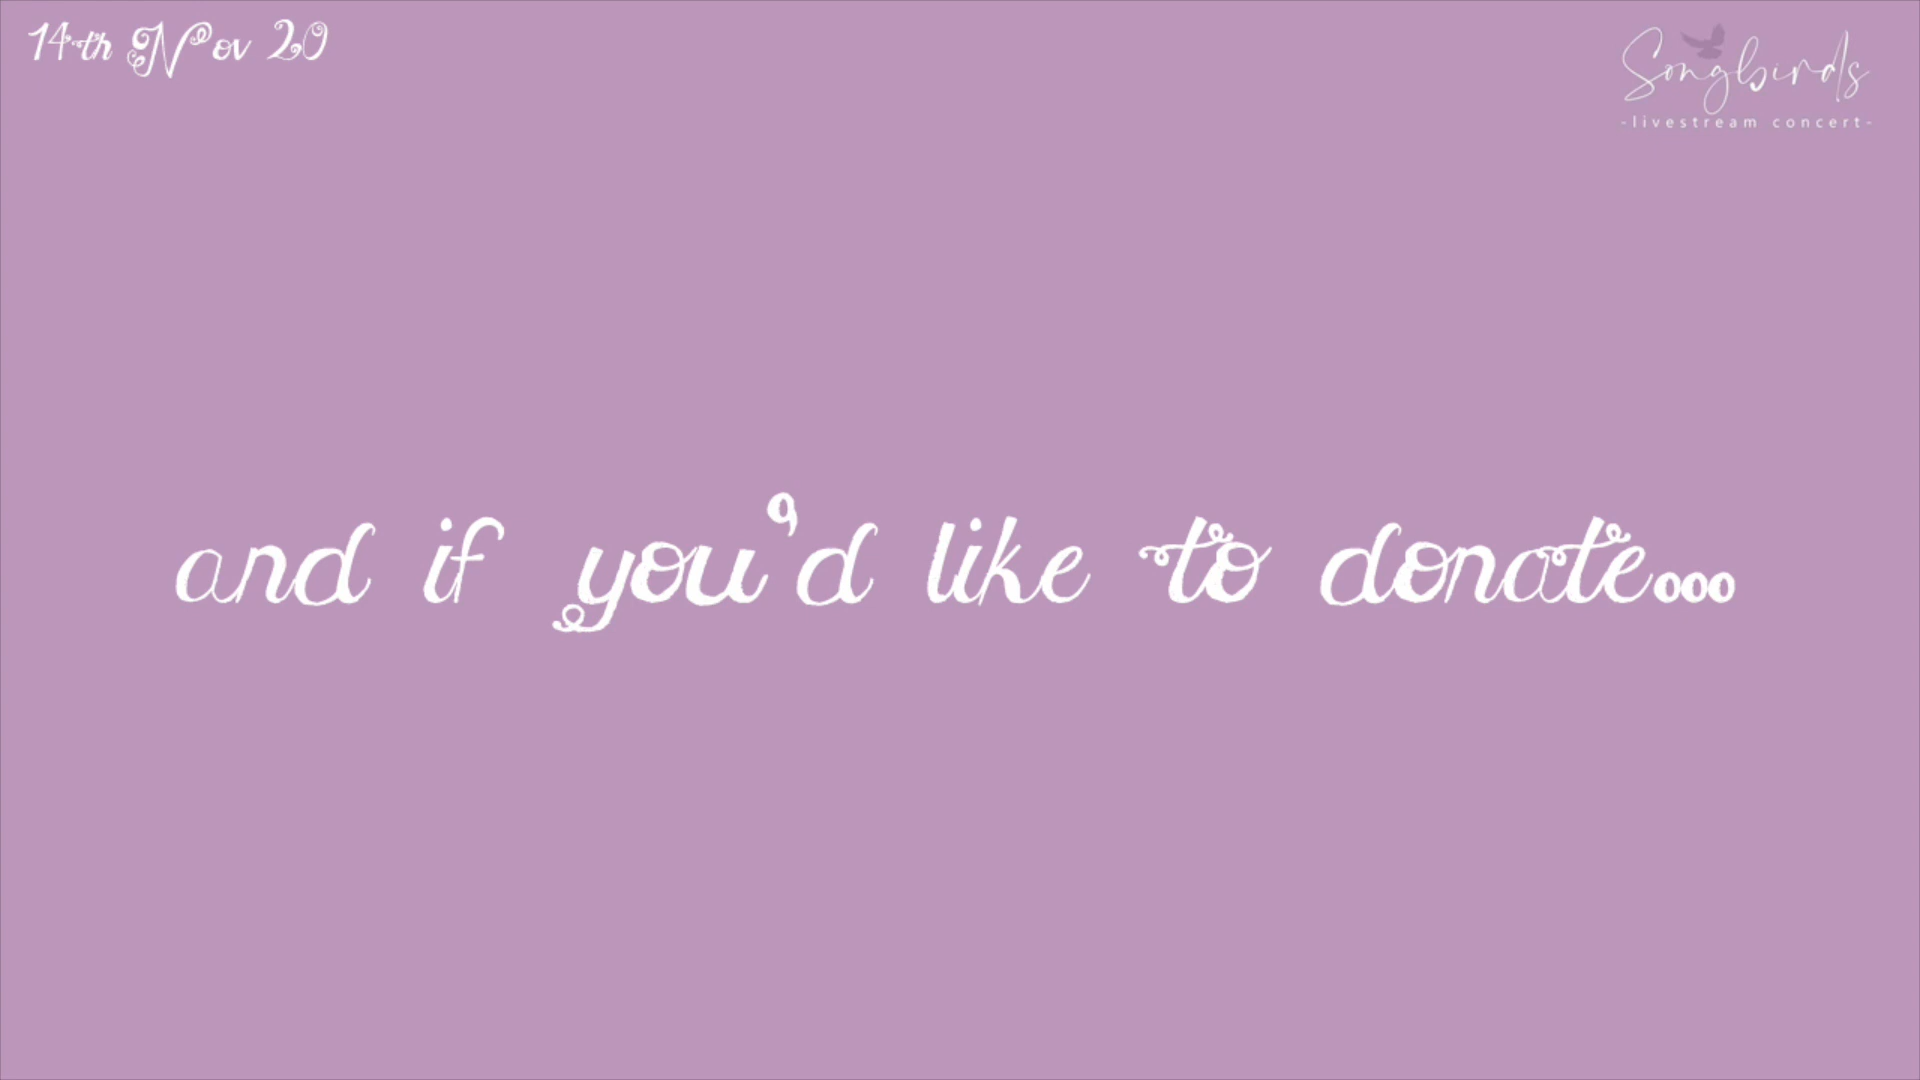 14th Nov 20
Songbirds
-livestream concert-
and if you'd like to donate...